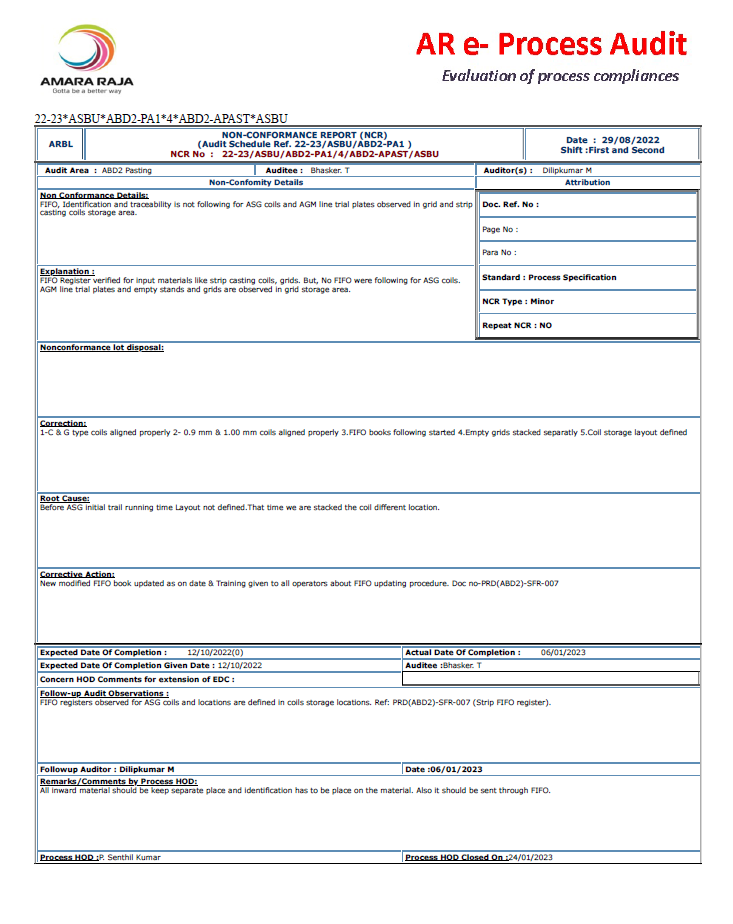 AMARA RAJA
Gotta be a better way
AR e- Process Audit
Evaluation of process compliances
22-23*ASBU*ABD2-PA1*4*ABD2-APAST*ASBU
ARBL
NON-CONFORMANCE REPORT (NCR)
(Audit Schedule Ref. 22-23/ASBU/ABD2-PA1 )
NCR No : 22-23/ASBU/ABD2-PA1/4/ABD2-APAST/ASBU
Date : 29/08/2022
Shift :First and Second
Audit Area : ABD2 Pasting
Auditee : Bhasker. T
Auditor(s) : Dilipkumar M
Non-Confomity Details
Attribution
Non Conformance Details:
FIFO, Identification and traceability is not following for ASG coils and AGM line trial plates observed in grid and strip
casting coils storage area.
Doc. Ref. No :
Page No :
Para No :
Explanation :
FIFO Register verified for input materials like strip casting coils, grids. But, No FIFO were following for ASG coils.
AGM line trial plates and empty stands and grids are observed in grid storage area.
Standard : Process Specification
NCR Type : Minor
Repeat NCR : NO
Nonconformance lot disposal:
Correction:
1-C & G type coils aligned properly 2- 0.9 mm & 1.00 mm coils aligned properly 3.FIFO books following started 4.Empty grids stacked separatly 5.Coil storage layout defined
Root Cause:
Before ASG initial trail running time Layout not defined.That time we are stacked the coil different location.
Corrective Action:
New modified FIFO book updated as on date & Training given to all operators about FIFO updating procedure. Doc no-PRD(ABD2)-SFR-007
Expected Date Of Completion : 12/10/2022(0)
Actual Date Of Completion : 06/01/2023
Expected Date Of Completion Given Date : 12/10/2022
Auditee :Bhasker. T
Concern HOD Comments for extension of EDC :
Follow-up Audit Observations :
FIFO registers observed for ASG coils and locations are defined in coils storage locations. Ref: PRD(ABD2)-SFR-007 (Strip FIFO register).
Followup Auditor : Dilipkumar M
Date :06/01/2023
Remarks/Comments by Process HOD:
All inward material should be keep separate place and identification has to be place on the material. Also it should be sent through FIFO.
Process HOD :P. Senthil Kumar
Process HOD Closed On :24/01/2023